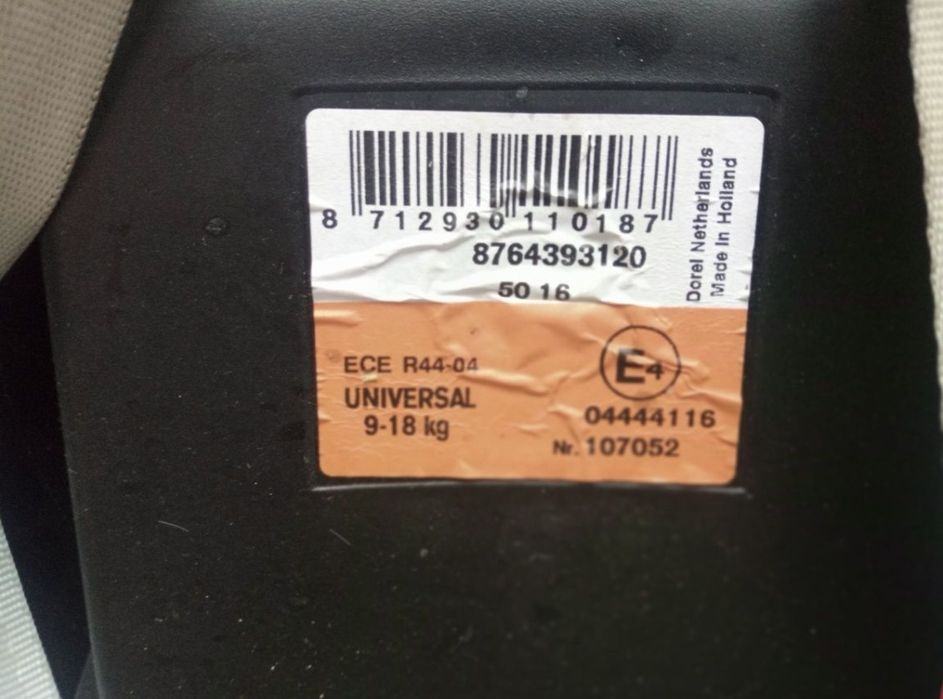 8 712930 110187
8764393120
50 16
Dorel Netherlands
Made In Holland
ECE R44-04
UNIVERSAL
9-18 kg
E4
04444116
Nr. 107052